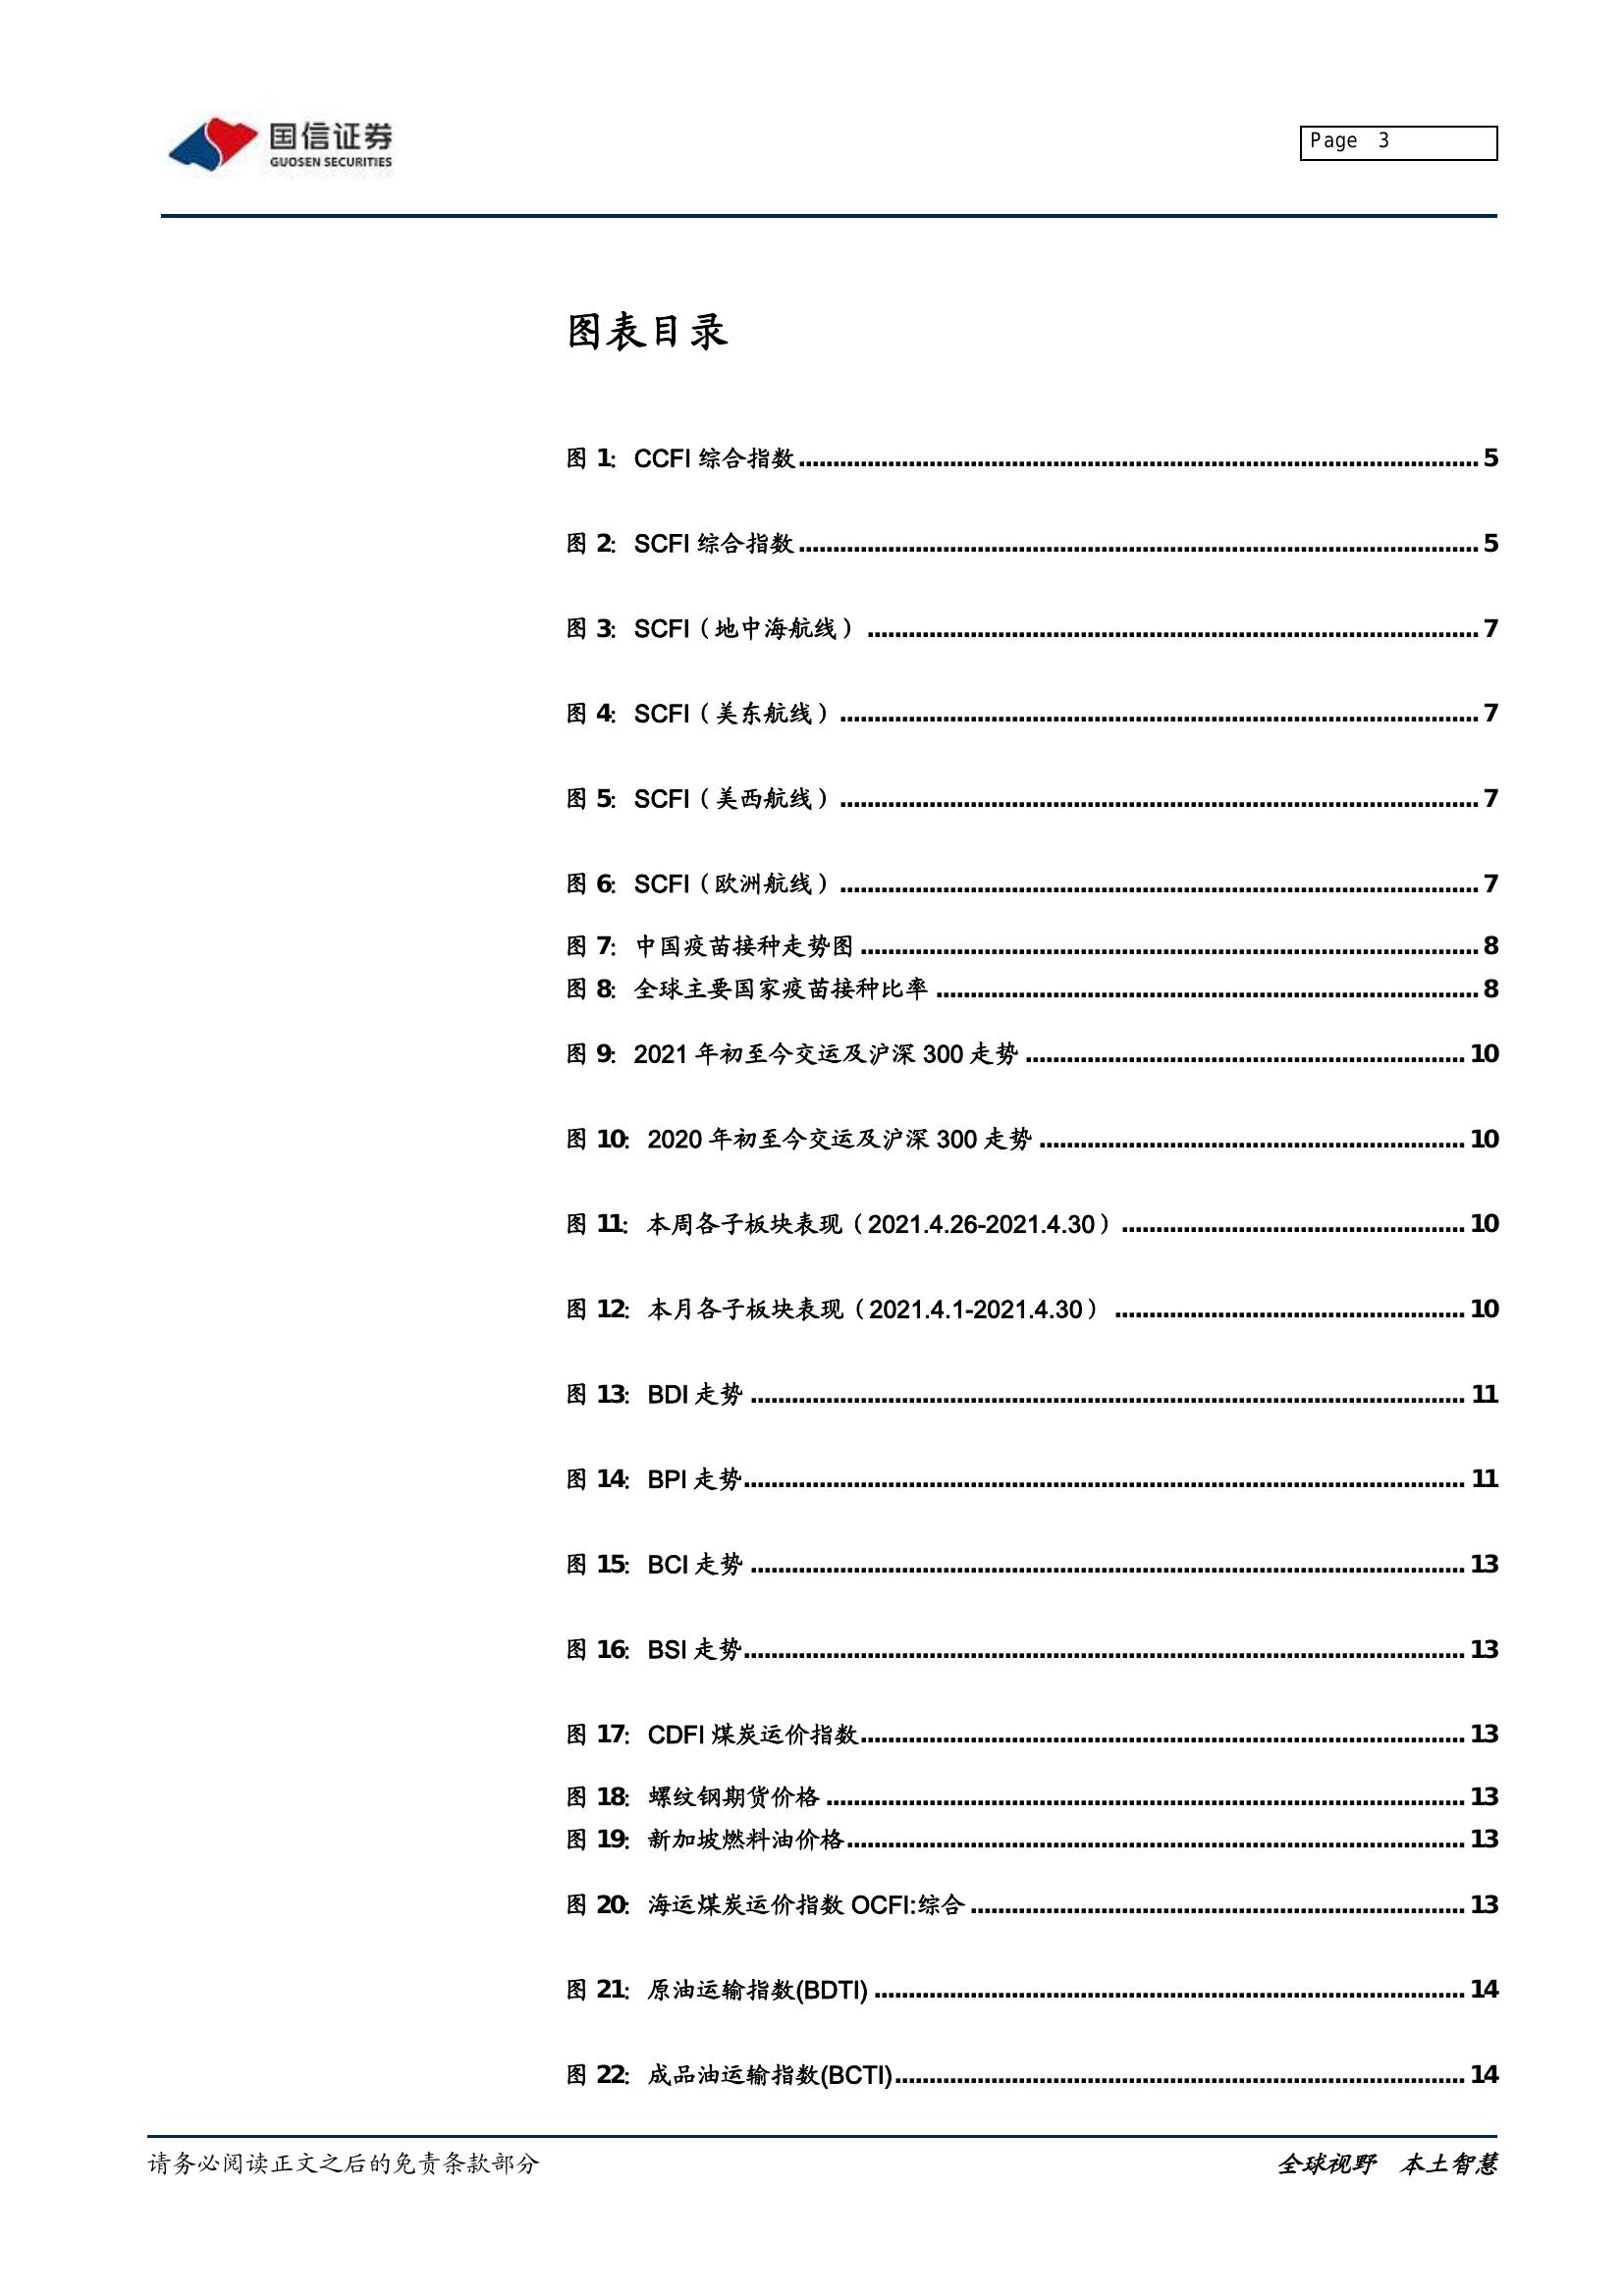 国信证券
GUOSEN SECURITIES
Page 3
图表目录
图 1: CCFI 综合指数 5
图 2: SCFI 综合指数 5
图 3: SCFI（地中海航线） 7
图 4: SCFI（美东航线） 7
图 5: SCFI（美西航线） 7
图 6: SCFI（欧洲航线） 7
图 7: 中国疫苗接种走势图 8
图 8: 全球主要国家疫苗接种比率 8
图 9: 2021 年初至今交运及沪深 300 走势 10
图 10: 2020 年初至今交运及沪深 300 走势 10
图 11: 本周各子板块表现（2021.4.26-2021.4.30） 10
图 12: 本月各子板块表现（2021.4.1-2021.4.30） 10
图 13: BDI 走势 11
图 14: BPI 走势 11
图 15: BCI 走势 13
图 16: BSI 走势 13
图 17: CDFI 煤炭运价指数 13
图 18: 螺纹钢期货价格 13
图 19: 新加坡燃料油价格 13
图 20: 海运煤炭运价指数 OCFI:综合 13
图 21: 原油运输指数(BDTI) 14
图 22: 成品油运输指数(BCTI) 14
请务必阅读正文之后的免责条款部分 全球视野 本土智慧